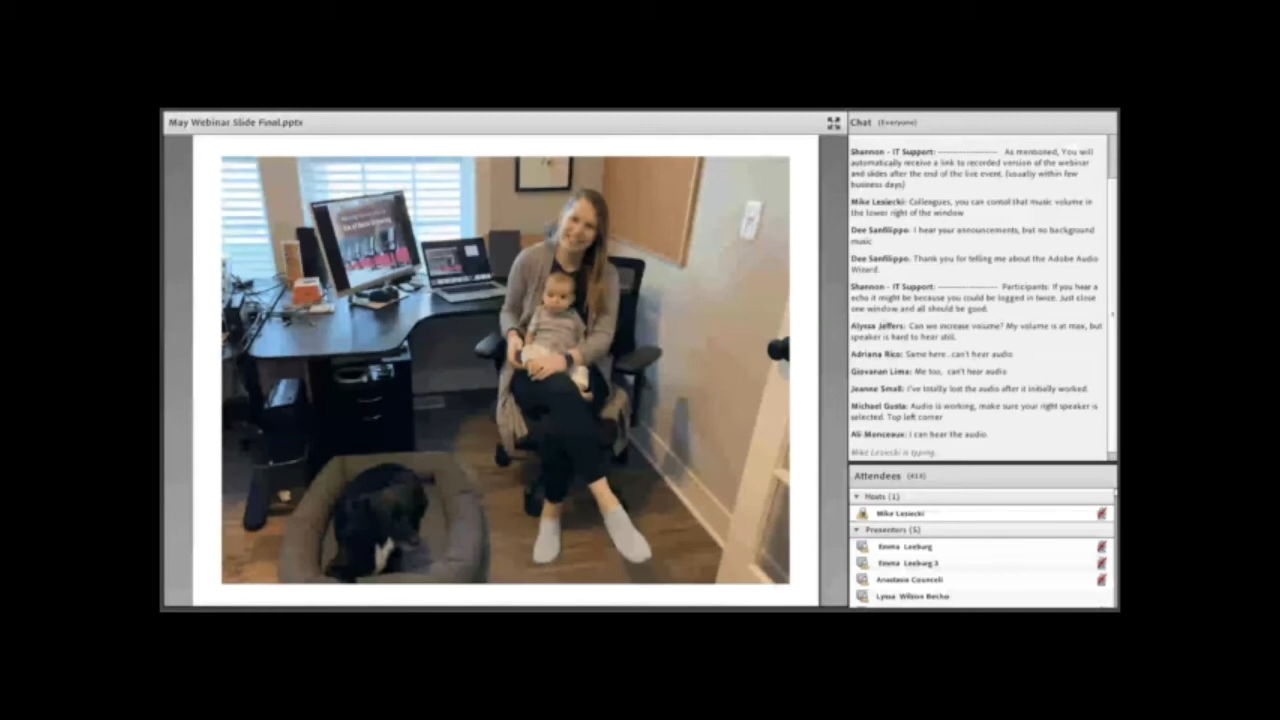 May Webinar Slide Final.pptx
Chat (Everyone)
Shannon - IT Support: ------------------ As mentioned, You will
automatically receive a link to recorded version of the webinar
and slides after the end of the live event. (usually within few
business days)
Mike Lesiecki: Colleagues, you can contol that music volume in
the lower right of the window
Dee Sanfilippo: I hear your announcements, but no background
music
Dee Sanfilippo: Thank you for telling me about the Adobe Audio
Wizard.
Shannon - IT Support: ------------------ Participants: If you hear a
echo it might be because you could be logged in twice. Just close
one window and all should be good.
Alyssa Jeffers: Can we increase volume? My volume is at max, but
speaker is hard to hear still.
Adriana Rico: Same here...can't hear audio
Giovanan Lima: Me too, can't hear audio
Jeanne Small: I've totally lost the audio after it initially worked.
Michael Gusta: Audio is working, make sure your right speaker is
selected. Top left corner
Ali Monceaux: I can hear the audio.
Mike Lesiecki is typing.
Attendees
Hosts (1)
Mike Lesiecki
Presenters (5)
Emma Leeburg
Emma Leeburg 3
Anastasia Councell
Lyssa Wilson Becho